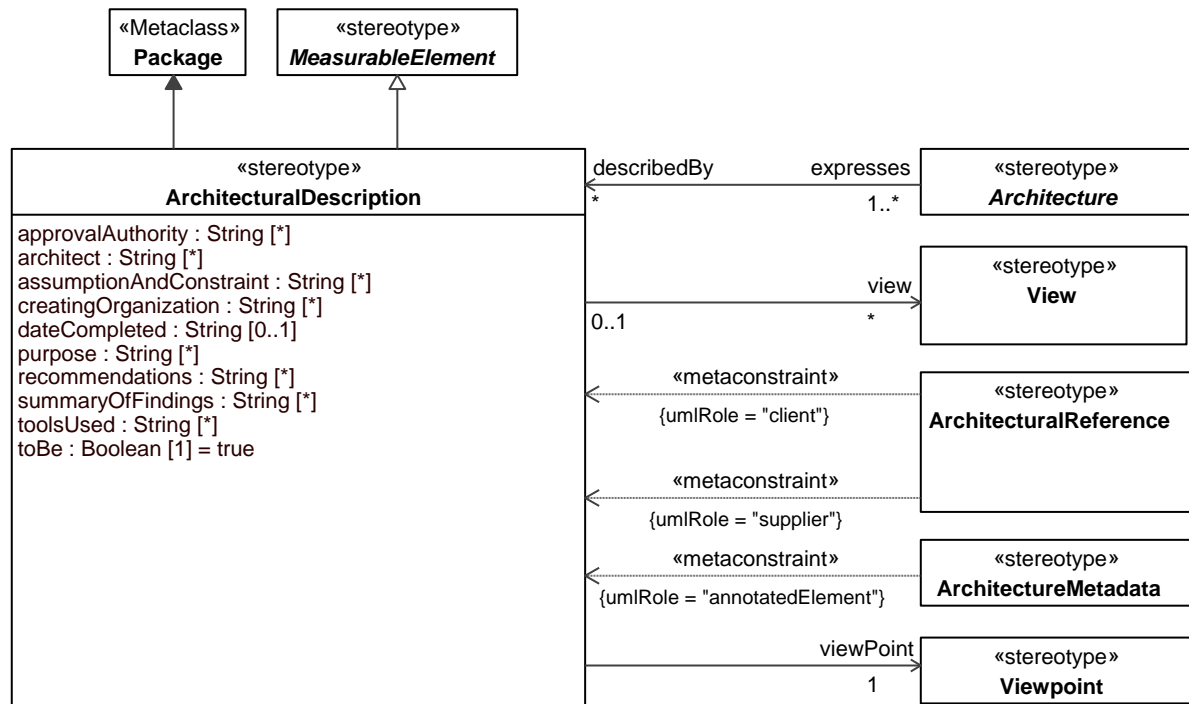 «Metaclass»
Package
«stereotype»
MeasurableElement
«stereotype»
ArchitecturalDescription
approvalAuthority : String [*]
architect : String [*]
assumptionAndConstraint : String [*]
creatingOrganization : String [*]
dateCompleted : String [0..1]
purpose : String [*]
recommendations : String [*]
summaryOfFindings : String [*]
toolsUsed : String [*]
toBe : Boolean [1] = true
describedBy
expresses
*
1..*
«stereotype»
Architecture
view
0..1
*
«stereotype»
View
«metaconstraint»
{umlRole = "client"}
«stereotype»
ArchitecturalReference
«metaconstraint»
{umlRole = "supplier"}
«metaconstraint»
{umlRole = "annotatedElement"}
«stereotype»
ArchitectureMetadata
viewPoint
1
«stereotype»
Viewpoint